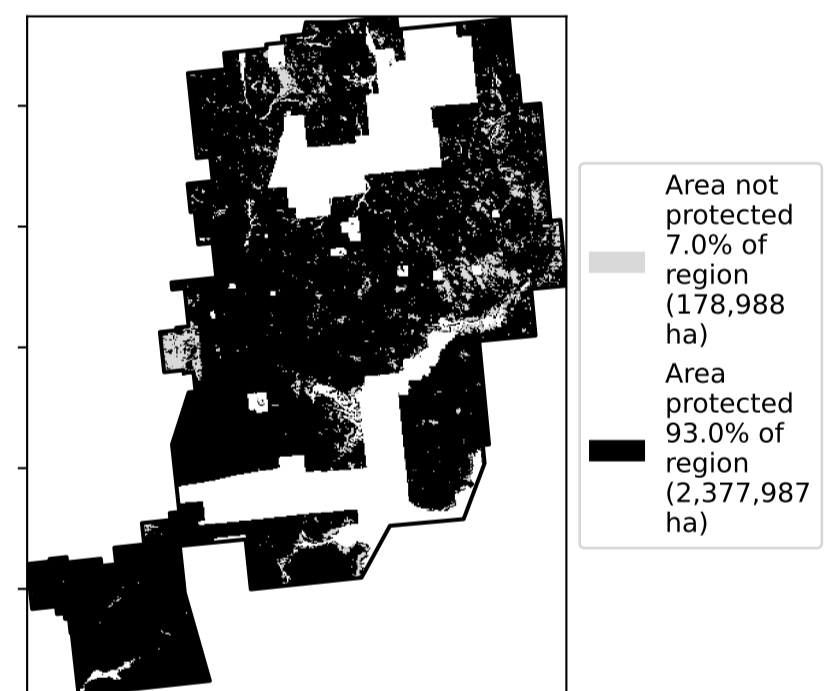 Area not
protected
7.0% of
region
(178,988
ha)
Area
protected
93.0% of
region
(2,377,987
ha)